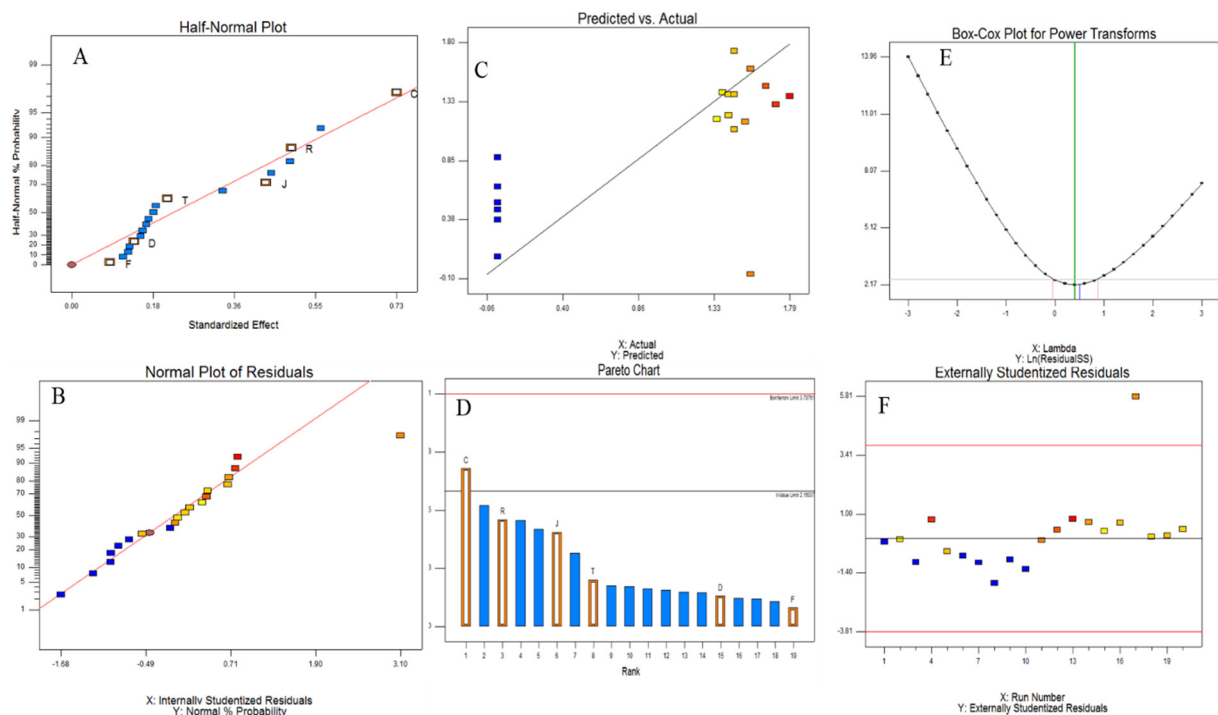 Half-Normal Plot
A
Half-Normal % Probability
99
95
90
80
70
50
30
20
10
0
C
R
J
T
D
F
0.00 0.18 0.36 0.55 0.73
Standardized Effect
Predicted vs. Actual
C
1.80
1.33
0.85
0.38
-0.10
-0.05 0.40 1.33 1.79
X: Actual
Y: Predicted
Box-Cox Plot for Power Transforms
E
13.96
11.01
8.07
5.12
2.17
-3 -2 -1 0 1 2 3
X: Lambda
Y: Ln(ResidualSS)
Normal Plot of Residuals
B
99
95
90
80
70
50
30
20
10
5
1
-1.68 -0.49 0.71 1.90 3.10
X: Internally Studentized Residuals
Y: Normal % Probability
Pareto Chart
D
C
R
J
T
D
F
1 2 3 4 5 6 7 8 9 10 11 12 13 14 15 16 17 18 19
Rank
Externally Studentized Residuals
F
5.81
3.41
1.00
-1.40
-3.81
1 4 7 10 13 16 19
X: Run Number
Y: Externally Studentized Residuals